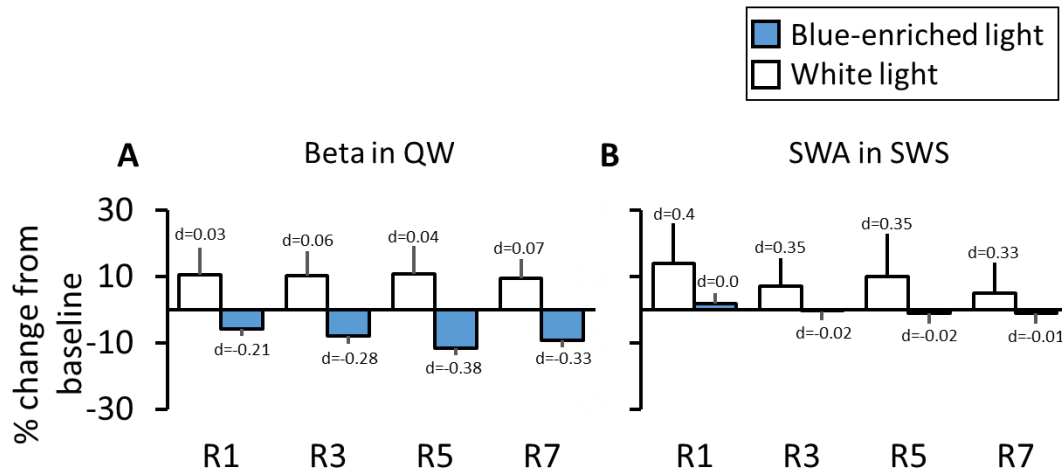 Blue-enriched light
White light
A
Beta in QW
B
SWA in SWS
% change from
baseline
30
10
-10
-30
d=0.03
d=0.06
d=0.04
d=0.07
d=-0.21
d=-0.28
d=-0.38
d=-0.33
R1
R3
R5
R7
d=0.4
d=0.0
d=0.35
d=0.35
d=0.33
d=-0.02
d=-0.02
d=-0.01
R1
R3
R5
R7